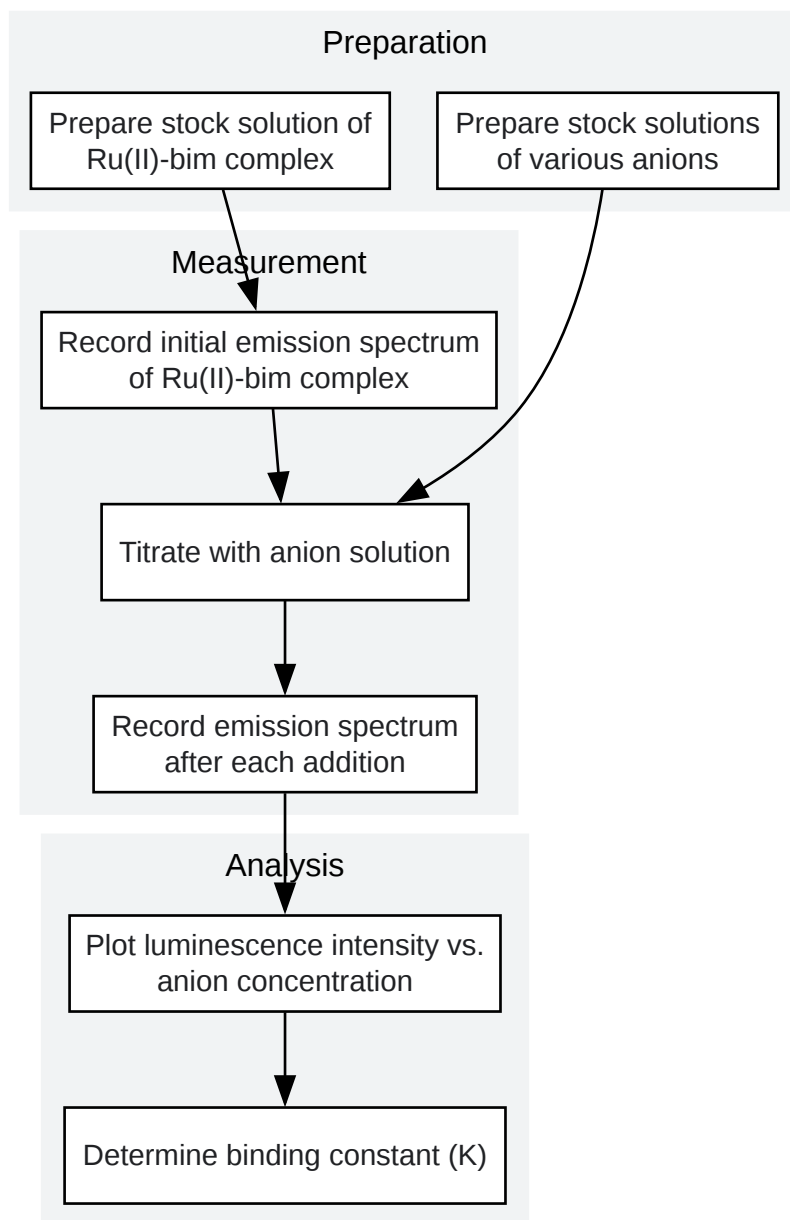 Preparation
Prepare stock solution of
Ru(II)-bim complex
Prepare stock solutions
of various anions
Measurement
Record initial emission spectrum
of Ru(II)-bim complex
Titrate with anion solution
Record emission spectrum
after each addition
Analysis
Plot luminescence intensity vs.
anion concentration
Determine binding constant (K)